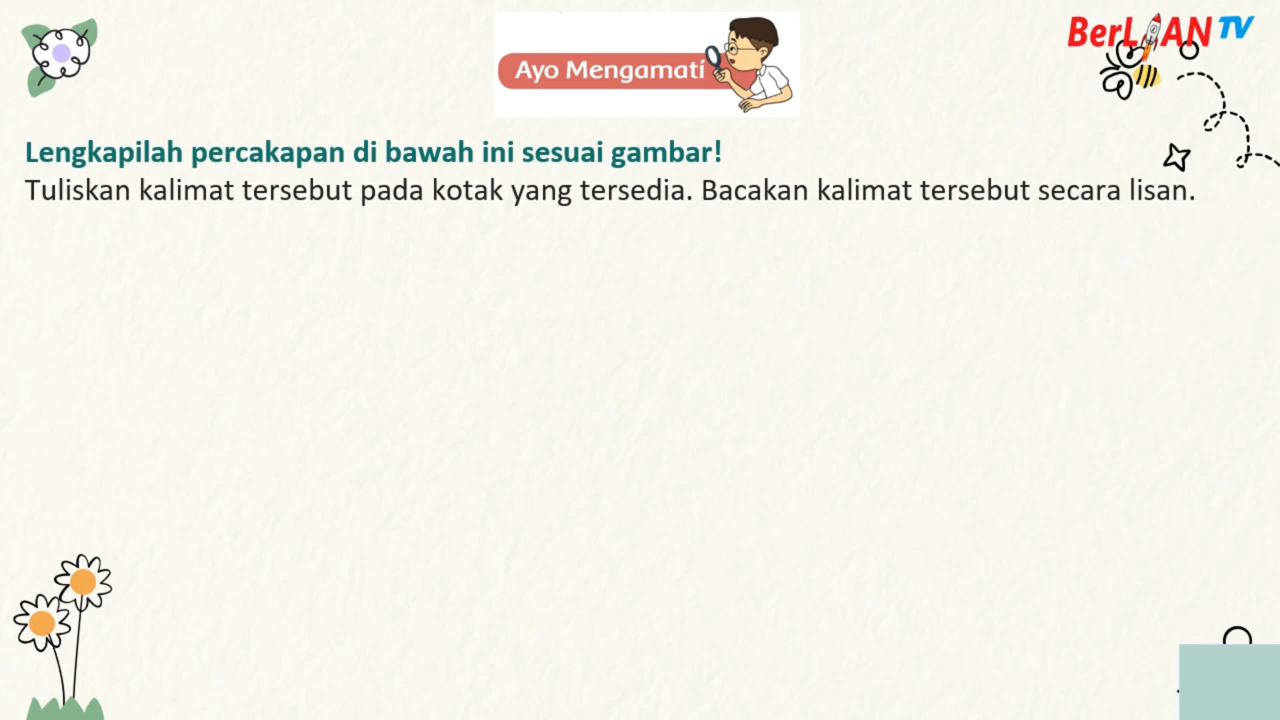 BerLIAN TV
Ayo Mengamati
Lengkapilah percakapan di bawah ini sesuai gambar!
Tuliskan kalimat tersebut pada kotak yang tersedia. Bacakan kalimat tersebut secara lisan.